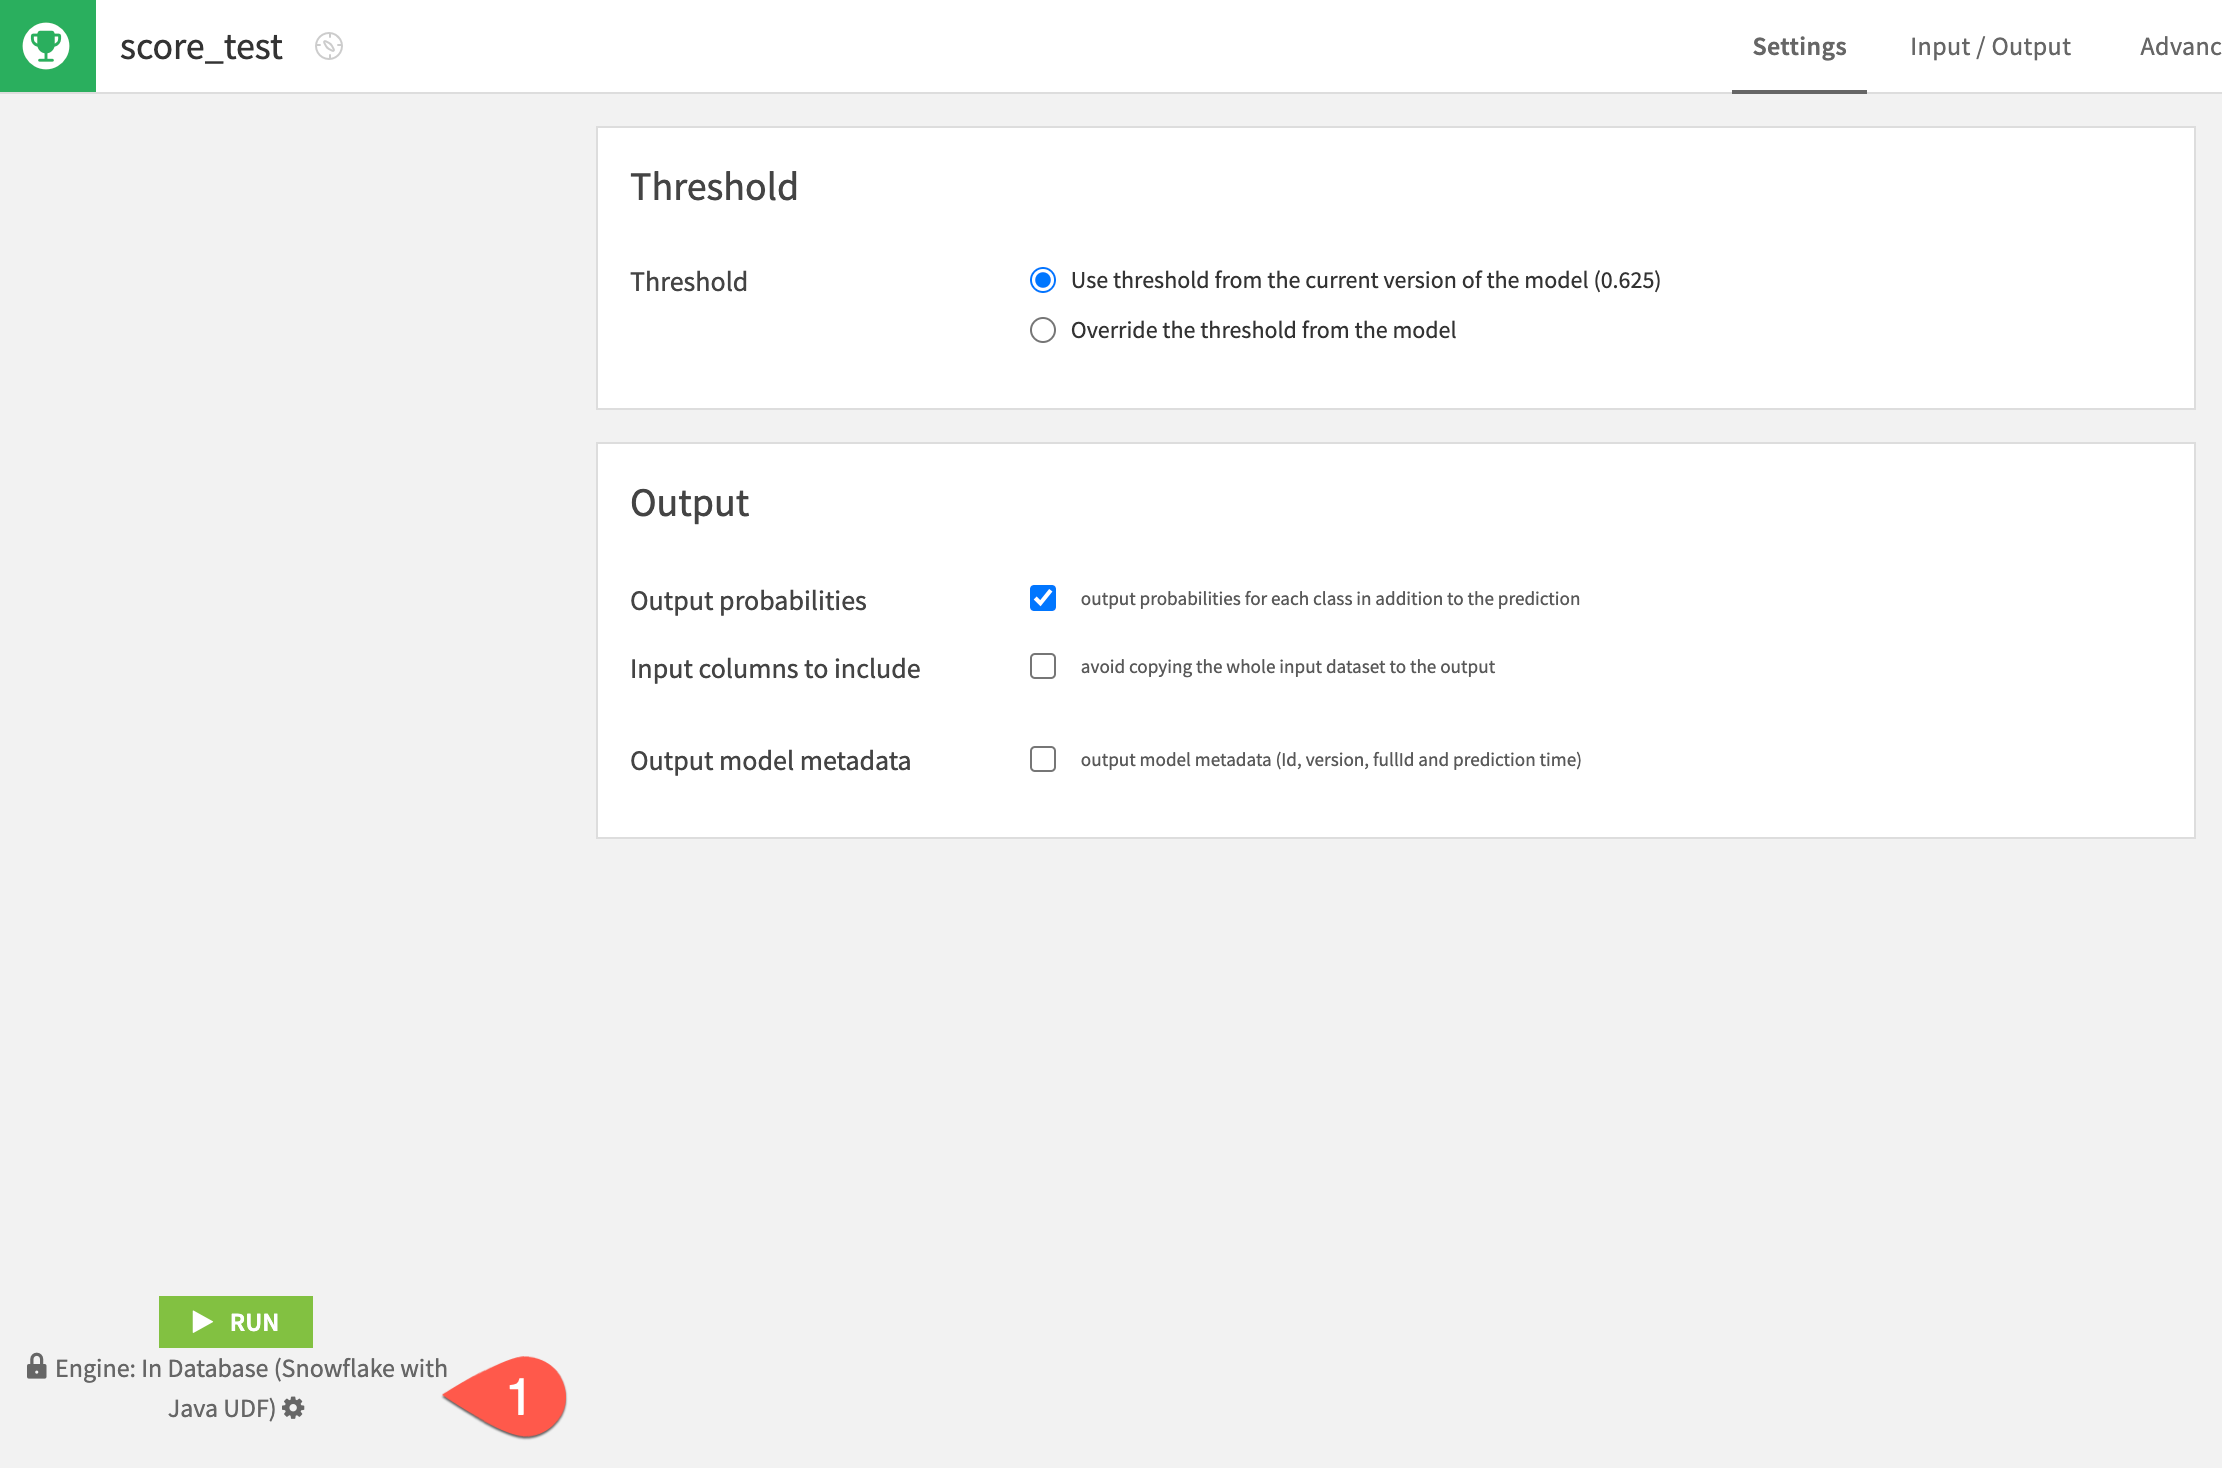 score_test
Settings
Input / Output
Advanc
Threshold
Threshold
Use threshold from the current version of the model (0.625)
Override the threshold from the model
Output
Output probabilities
output probabilities for each class in addition to the prediction
Input columns to include
avoid copying the whole input dataset to the output
Output model metadata
output model metadata (Id, version, fullId and prediction time)
RUN
Engine: In Database (Snowflake with
Java UDF)
1